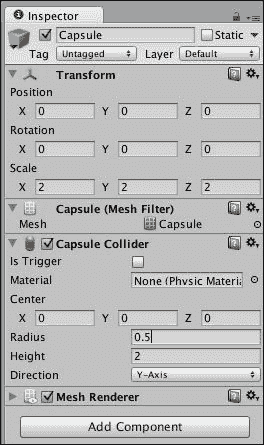 Inspector
Capsule Static
Tag Untagged Layer Default
Transform
Position
X 0 Y 0 Z 0
Rotation
X 0 Y 0 Z 0
Scale
X 2 Y 2 Z 2
Capsule (Mesh Filter)
Mesh Capsule
Capsule Collider
Is Trigger
Material None (Physic Materia
Center
X 0 Y 0 Z 0
Radius 0.5
Height 2
Direction Y-Axis
Mesh Renderer
Add Component